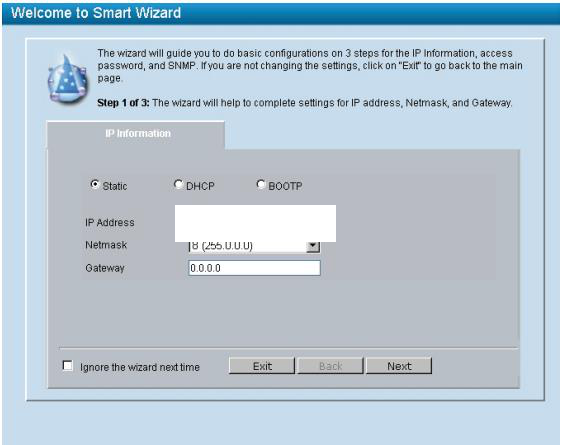 Welcome to Smart Wizard
The wizard will guide you to do basic configurations on 3 steps for the IP Information, access
password, and SNMP. If you are not changing the settings, click on "Exit" to go back to the main
page.
Step 1 of 3: The wizard will help to complete settings for IP address, Netmask, and Gateway.
IP Information
Static DHCP BOOTP
IP Address
Netmask 8 (255.0.0.0)
Gateway 0.0.0.0
Ignore the wizard next time Exit Back Next